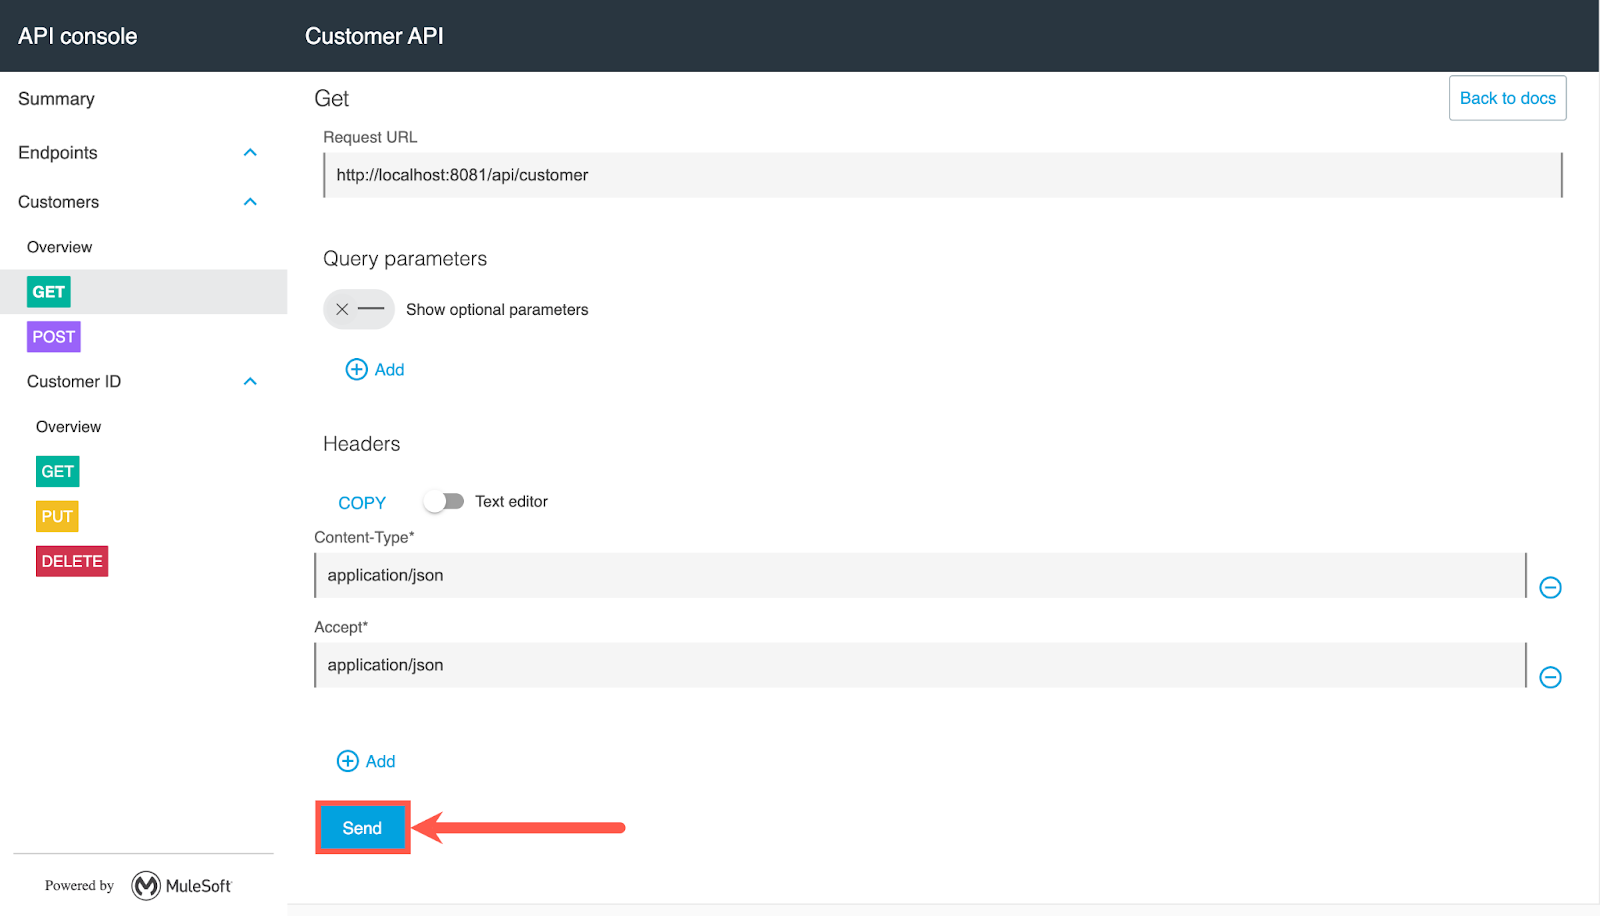 API console
Customer API
Summary
Endpoints
Customers
Overview
GET
POST
Customer ID
Overview
GET
PUT
DELETE
Powered by MuleSoft
Get
Back to docs
Request URL
http://localhost:8081/api/customer
Query parameters
Show optional parameters
Add
Headers
COPY
Text editor
Content-Type*
application/json
Accept*
application/json
Add
Send